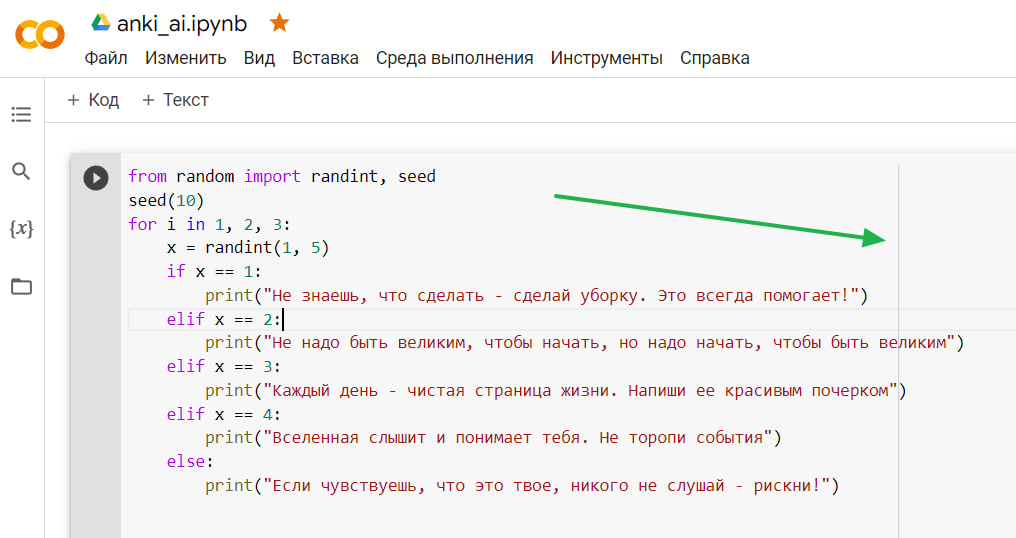 anki_ai.ipynb
Файл Изменить Вид Вставка Среда выполнения Инструменты Справка
+ Код + Текст
{x}
from random import randint, seed
seed(10)
for i in 1, 2, 3:
    x = randint(1, 5)
    if x == 1:
        print("Не знаешь, что сделать - сделай уборку. Это всегда помогает!")
    elif x == 2:
        print("Не надо быть великим, чтобы начать, но надо начать, чтобы быть великим")
    elif x == 3:
        print("Каждый день - чистая страница жизни. Напиши ее красивым почерком")
    elif x == 4:
        print("Вселенная слышит и понимает тебя. Не торопи события")
    else:
        print("Если чувствуешь, что это твое, никого не слушай - рискни!")